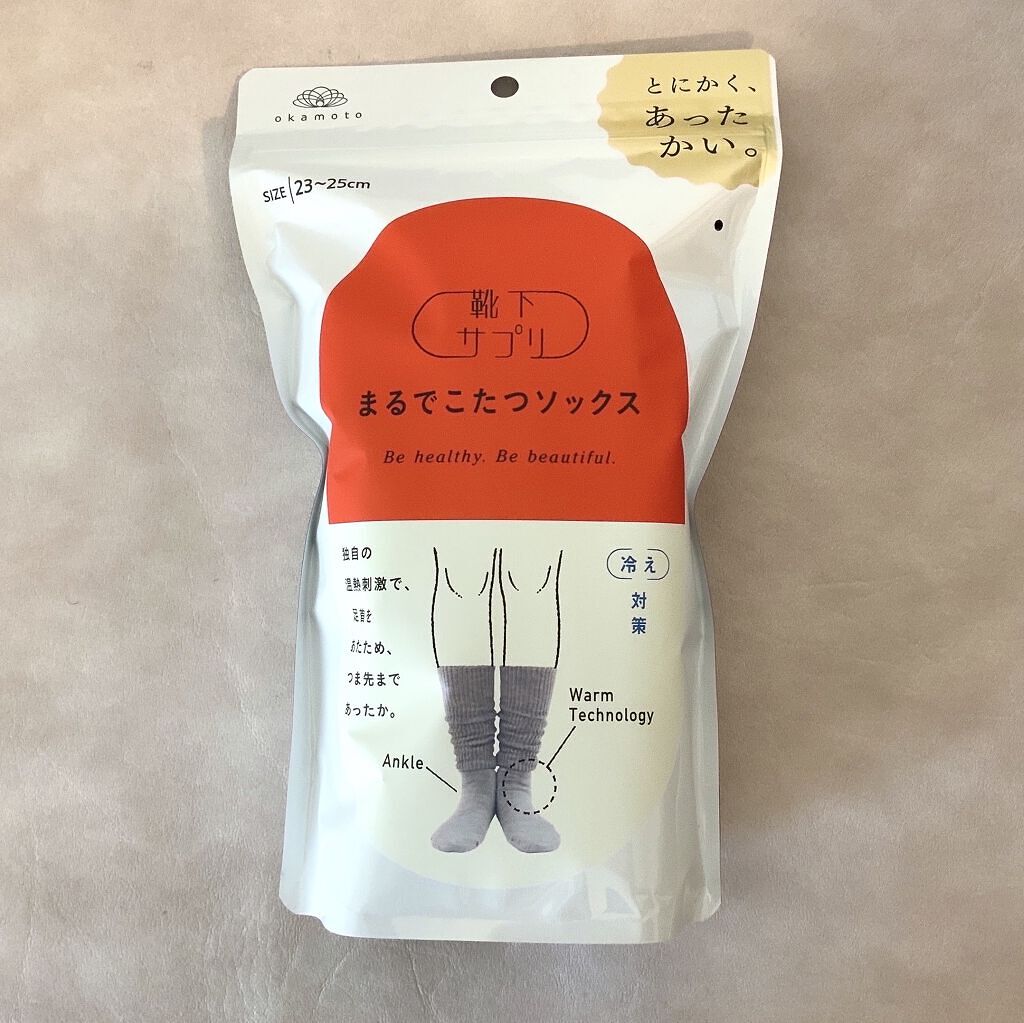 okamoto
とにかく、
あったかい。
SIZE 23~25cm
靴下
サプリ
まるでこたつソックス
Be healthy. Be beautiful.
独自の
温熱刺激で、
足首を
あたため、
つま先まで
あったか。
冷え
対策
Warm
Technology
Ankle